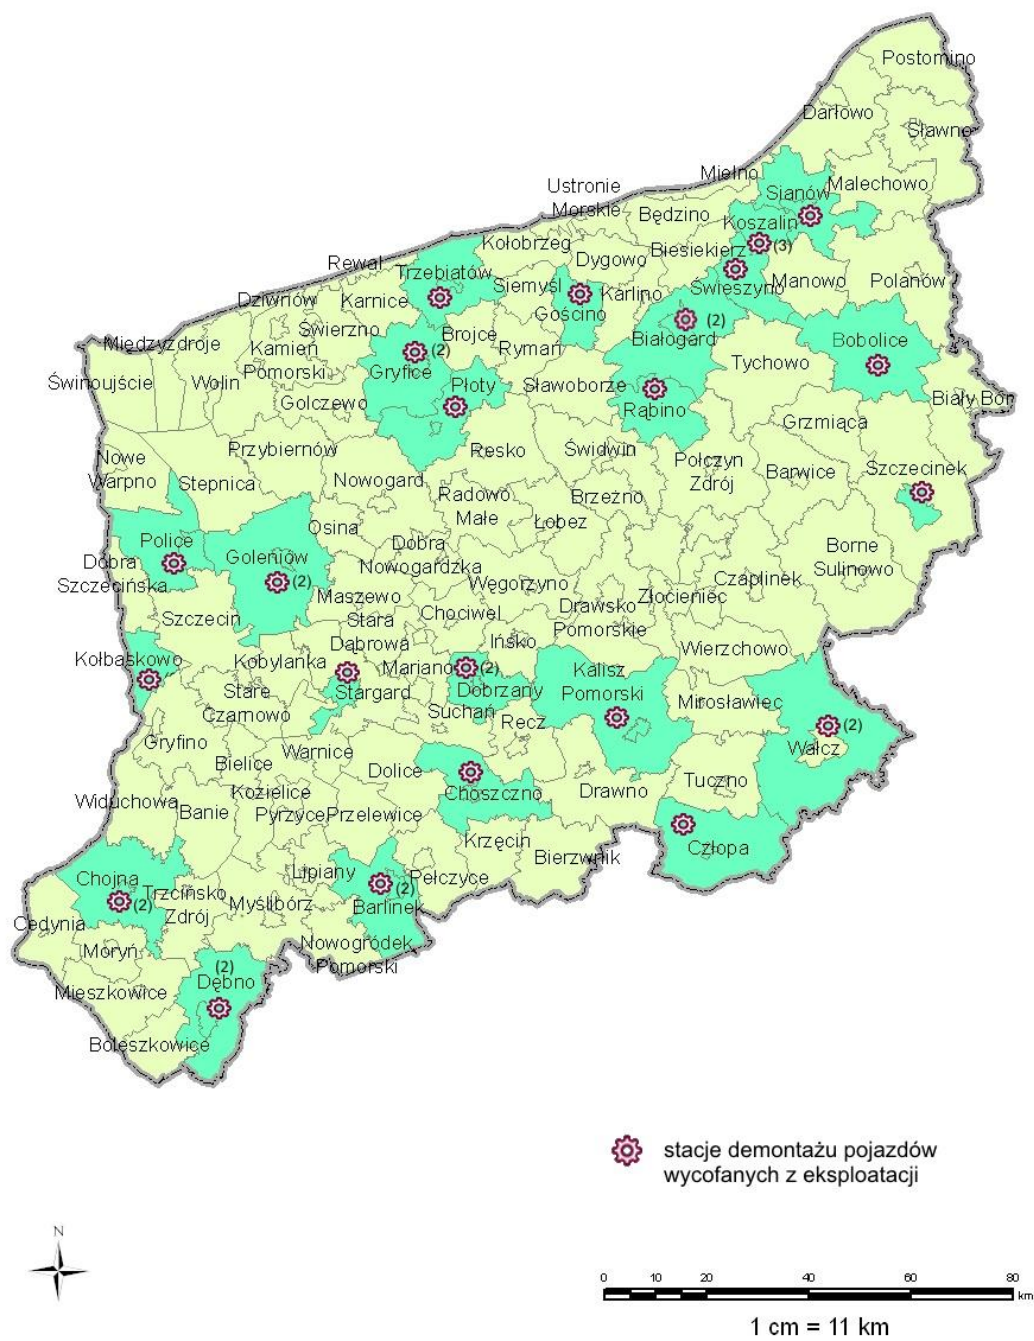 Postomino
Darłowo
Sławno
Mielno
Sianów
Malechowo
Ustronie
Morskie
Będzino
Koszalin
(3)
Kołobrzeg
Biesiekierz
Dygowo
Rewal
Trzebiatów
Siemyśl
Karlino
Świeszyno
Manowo
Polanów
Dziwnów
Karnice
Gościno
Świerzno
Brojce
Rymań
Białogard
(2)
Bobolice
Międzyzdroje
Kamień
Pomorski
Gryfice
(2)
Tychowo
Świnoujście
Wolin
Golczewo
Płoty
Sławoborze
Rąbino
Biały Bór
Grzmiąca
Przybiernów
Resko
Świdwin
Połczyn
Zdrój
Barwice
Szczecinek
Nowe
Warpno
Stepnica
Nowogard
Radowo
Małe
Brzeżno
Łobez
Osina
Police
Goleniów
(2)
Dobra
Nowogardzka
Borne
Sulinowo
Dobra
Szczecińska
Maszewo
Węgorzyno
Czaplinek
Złocieniec
Szczecin
Chociwel
Drawsko
Pomorskie
Stara
Dąbrowa
Ińsko
Wierzchowo
Kołbaskowo
Kobylanka
Mariano
(2)
Kalisz
Pomorski
Stare
Czarnowo
Stargard
Dobrzany
Mirosławiec
Suchań
Recz
Gryfino
Warnice
Wałcz
(2)
Bielice
Dolice
Choszczno
Drawno
Tuczno
Widuchowa
Kozielice
Banie
Pyrzyce
Przelewice
Krzęcin
Bierzwnik
Człopa
Chojna
(2)
Trzcińsko
Zdrój
Lipiany
Pełczyce
Myślibórz
Barlinek
(2)
Cedynia
Moryń
Nowogródek
Pomorski
(2)
Dębno
Mieszkowice
Boleszkowice
stacje demontażu pojazdów
wycofanych z eksploatacji
N
0 10 20 40 60 80
km
1 cm = 11 km